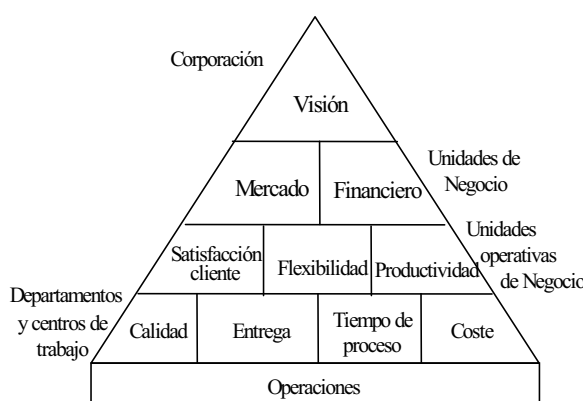 Corporación
Visión
Unidades de
Negocio
Mercado
Financiero
Unidades
operativas
de Negocio
Satisfacción
cliente
Flexibilidad
Productividad
Departamentos
y centros de
trabajo
Calidad
Entrega
Tiempo de
proceso
Coste
Operaciones